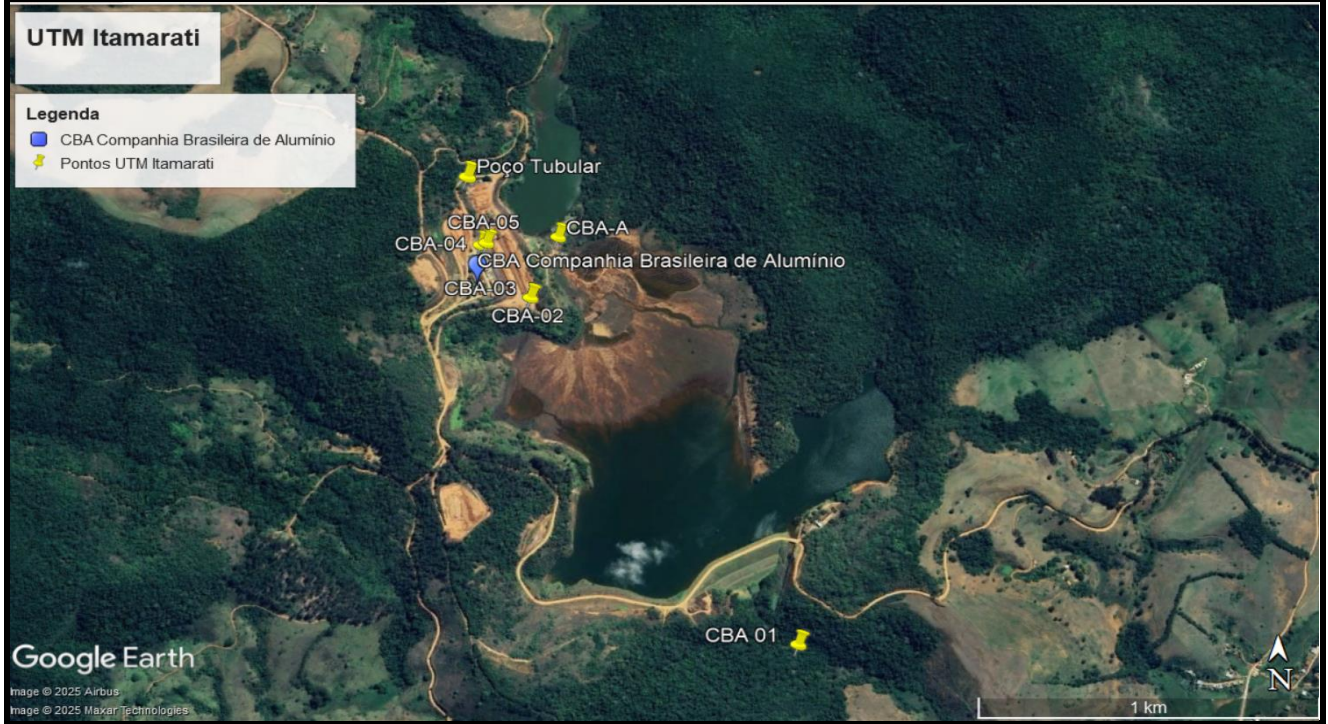 UTM Itamarati
Legenda
CBA Companhia Brasileira de Alumínio
Pontos UTM Itamarati
Poço Tubular
CBA-05
CBA-A
CBA-04
CBA Companhia Brasileira de Alumínio
CBA-03
CBA-02
CBA 01
Google Earth
Image © 2025 Airbus
Image © 2025 Maxar Technologies
N
1 km